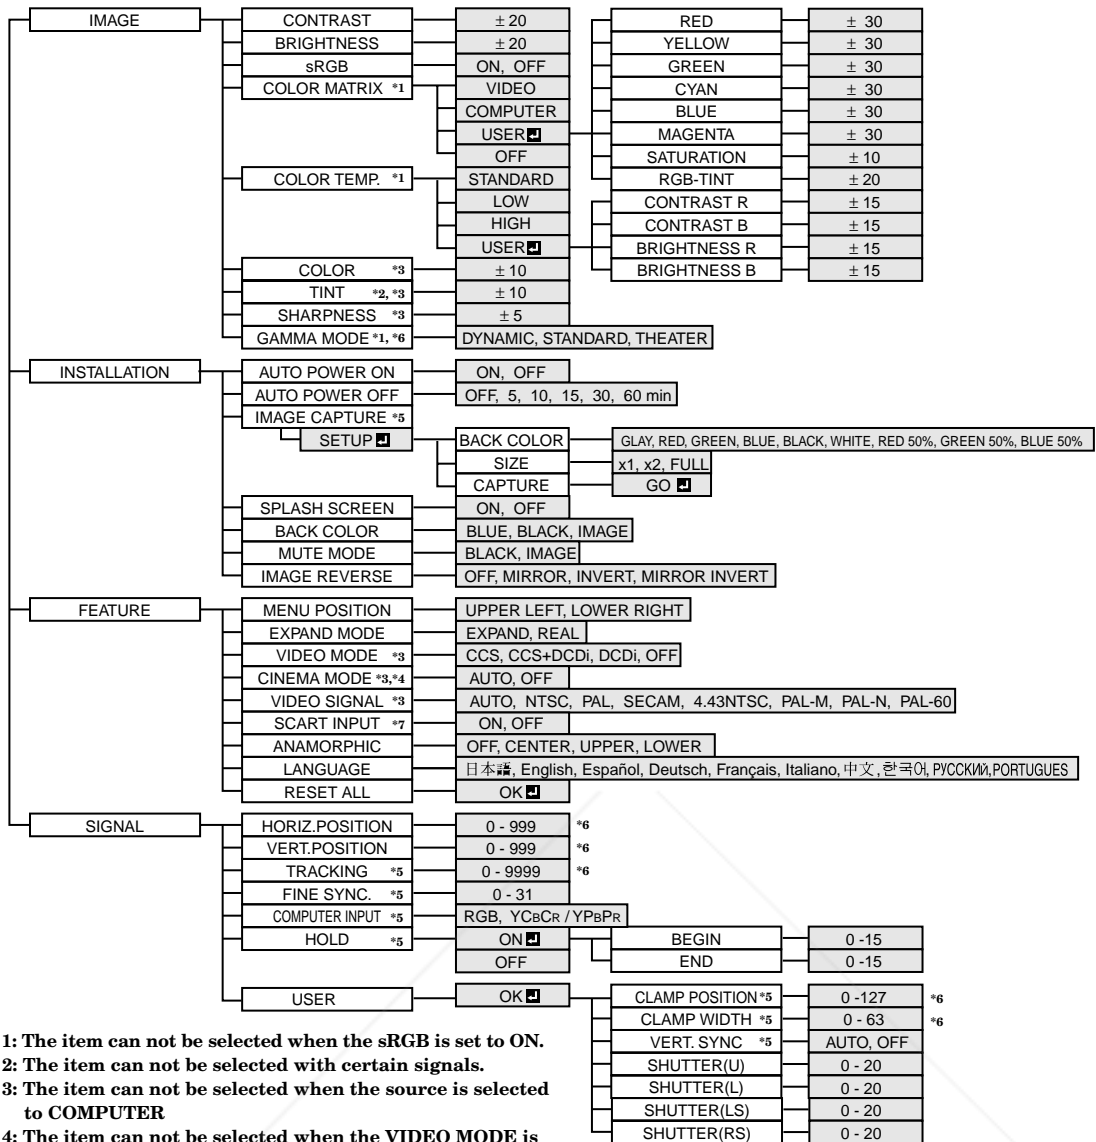 IMAGE CONTRAST ± 20 RED ± 30
BRIGHTNESS ± 20 YELLOW ± 30
sRGB ON, OFF GREEN ± 30
COLOR MATRIX *1 VIDEO CYAN ± 30
COMPUTER BLUE ± 30
USER MAGENTA ± 30
OFF SATURATION ± 10
COLOR TEMP. *1 STANDARD RGB-TINT ± 20
LOW CONTRAST R ± 15
HIGH CONTRAST B ± 15
USER BRIGHTNESS R ± 15
BRIGHTNESS B ± 15
COLOR *3 ± 10
TINT *2, *3 ± 10
SHARPNESS *3 ± 5
GAMMA MODE *1, *6 DYNAMIC, STANDARD, THEATER
INSTALLATION AUTO POWER ON ON, OFF
AUTO POWER OFF OFF, 5, 10, 15, 30, 60 min
IMAGE CAPTURE *5
SETUP BACK COLOR GLAY, RED, GREEN, BLUE, BLACK, WHITE, RED 50%, GREEN 50%, BLUE 50%
SIZE x1, x2, FULL
CAPTURE GO
SPLASH SCREEN ON, OFF
BACK COLOR BLUE, BLACK, IMAGE
MUTE MODE BLACK, IMAGE
IMAGE REVERSE OFF, MIRROR, INVERT, MIRROR INVERT
FEATURE MENU POSITION UPPER LEFT, LOWER RIGHT
EXPAND MODE EXPAND, REAL
VIDEO MODE *3 CCS, CCS+DCDi, DCDi, OFF
CINEMA MODE *3,*4 AUTO, OFF
VIDEO SIGNAL *3 AUTO, NTSC, PAL, SECAM, 4.43NTSC, PAL-M, PAL-N, PAL-60
SCART INPUT *7 ON, OFF
ANAMORPHIC OFF, CENTER, UPPER, LOWER
LANGUAGE 日本語, English, Español, Deutsch, Français, Italiano, 中文, 한국어, РУССКИЙ, PORTUGUES
RESET ALL OK
SIGNAL HORIZ.POSITION 0 - 999 *6
VERT.POSITION 0 - 999 *6
TRACKING *5 0 - 9999 *6
FINE SYNC. *5 0 - 31
COMPUTER INPUT *5 RGB, YCBCR / YPBPR
HOLD *5 ON BEGIN 0 -15
OFF END 0 -15
USER OK CLAMP POSITION *5 0 -127 *6
CLAMP WIDTH *5 0 - 63 *6
VERT. SYNC *5 AUTO, OFF
SHUTTER(U) 0 - 20
SHUTTER(L) 0 - 20
SHUTTER(LS) 0 - 20
SHUTTER(RS) 0 - 20
1: The item can not be selected when the sRGB is set to ON.
2: The item can not be selected with certain signals.
3: The item can not be selected when the source is selected
to COMPUTER
4: The item can not be selected when the VIDEO MODE is